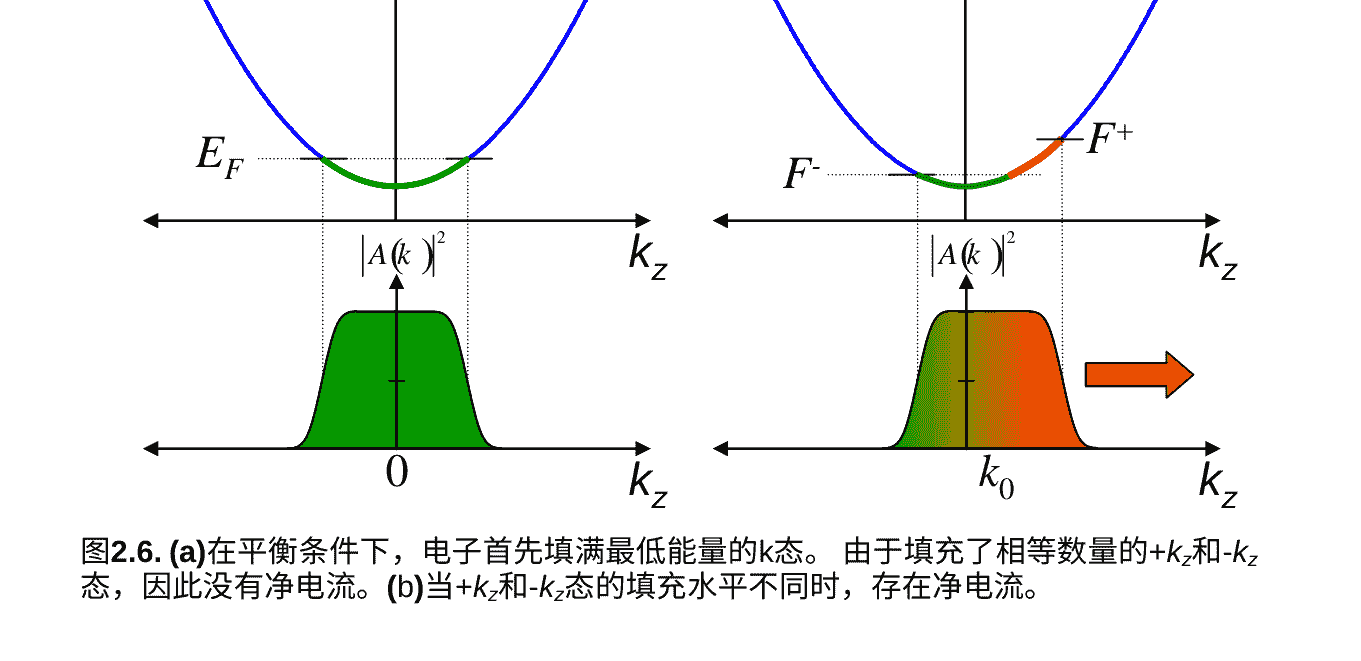 E_F
F⁻
F⁺
k_z
k_z
|A(k)|²
|A(k)|²
0
k_z
k₀
k_z
图2.6. (a)在平衡条件下，电子首先填满最低能量的k态。 由于填充了相等数量的+k_z和-k_z
态，因此没有净电流。(b)当+k_z和-k_z态的填充水平不同时，存在净电流。